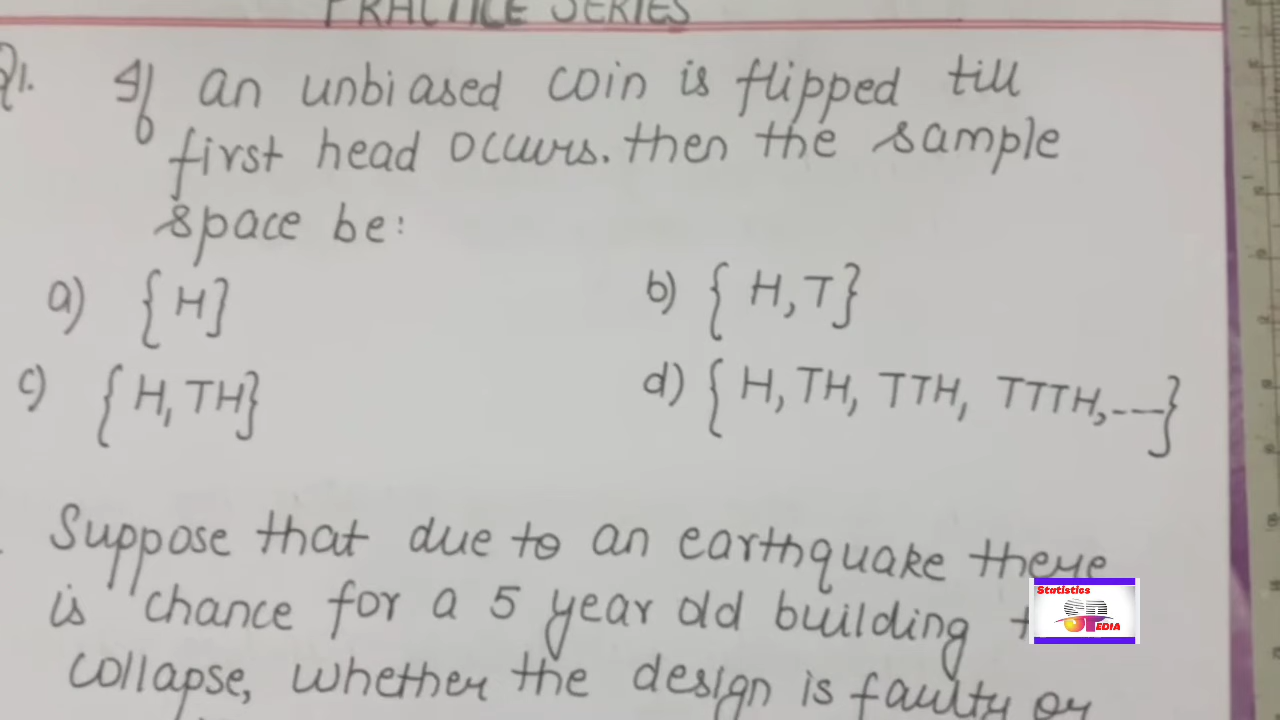 PRACTICE SERIES
Q1. If an unbiased coin is flipped till
first head occurs. then the sample
space be:
a) {H} b) {H,T}
c) {H, TH} d) {H, TH, TTH, TTTH,---}
Suppose that due to an earthquake there
is chance for a 5 year old building
collapse, whether the design is faulty or
Statistics
PEDIA